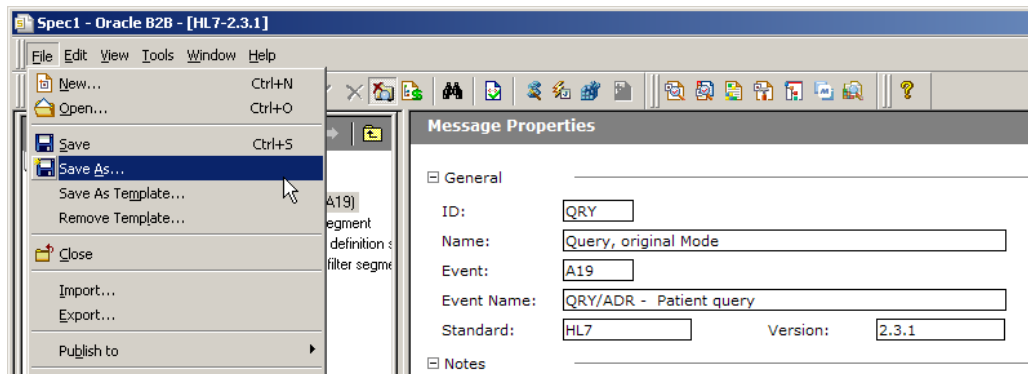 Spec1 - Oracle B2B - [HL7-2.3.1]
File Edit View Tools Window Help
New... Ctrl+N
Open... Ctrl+O
Save Ctrl+S
Save As...
Save As Template...
Remove Template...
Close
Import...
Export...
Publish to
A19)
egment
definition s
filter segme
Message Properties
General
ID: QRY
Name: Query, original Mode
Event: A19
Event Name: QRY/ADR - Patient query
Standard: HL7 Version: 2.3.1
Notes